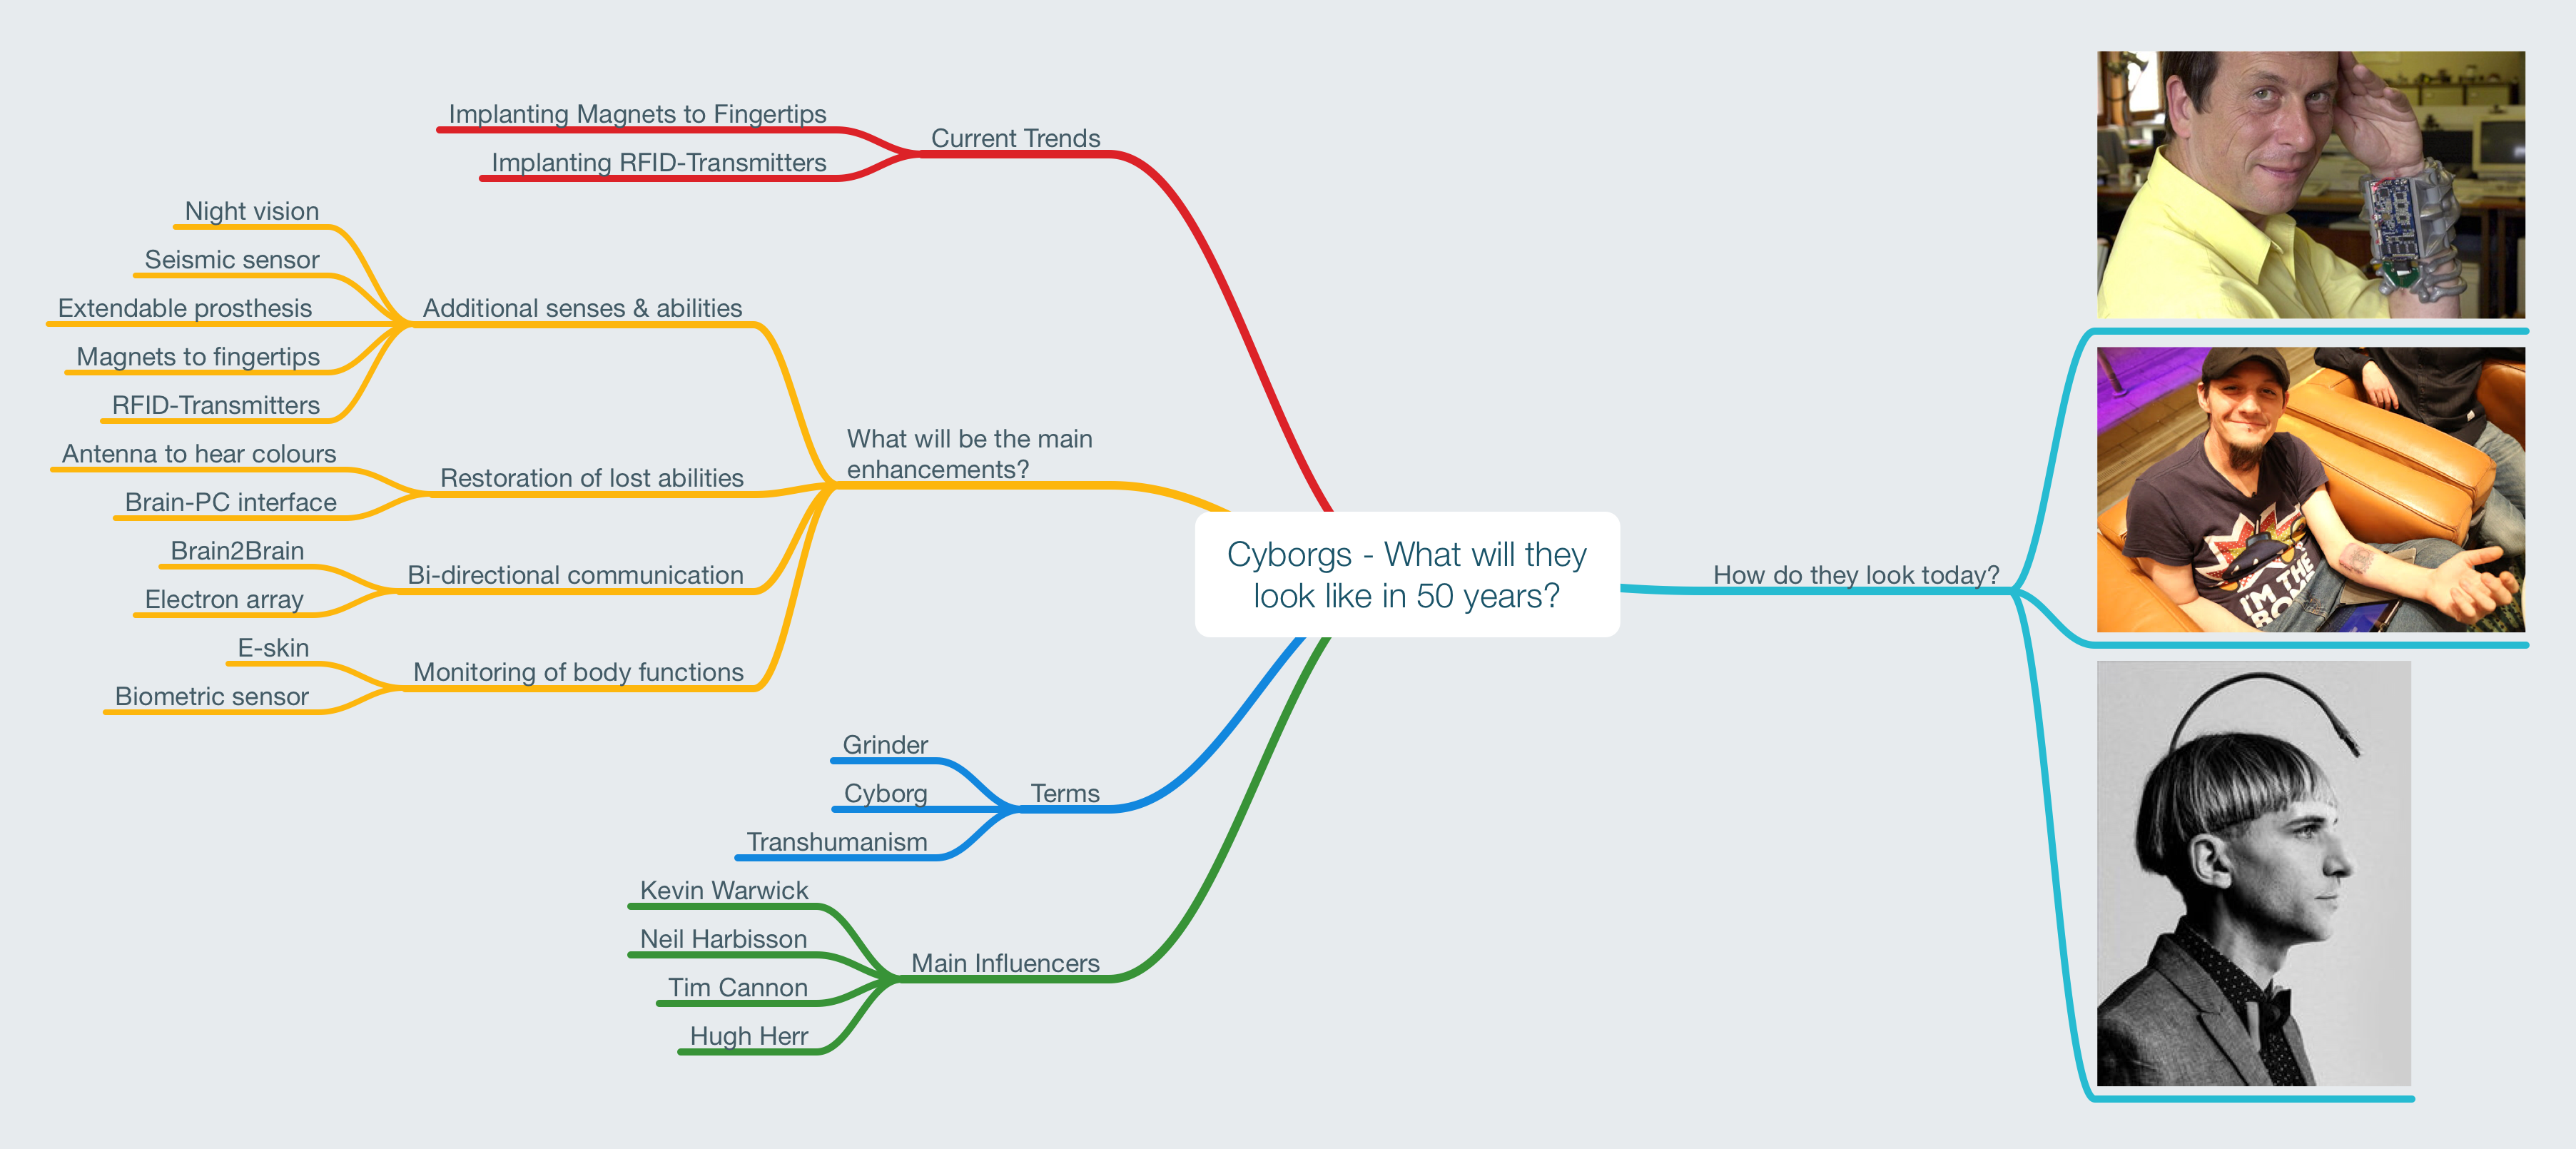 Cyborgs - What will they
look like in 50 years?
Current Trends
Implanting Magnets to Fingertips
Implanting RFID-Transmitters
What will be the main
enhancements?
Additional senses & abilities
Night vision
Seismic sensor
Extendable prosthesis
Magnets to fingertips
RFID-Transmitters
Restoration of lost abilities
Antenna to hear colours
Brain-PC interface
Bi-directional communication
Brain2Brain
Electron array
Monitoring of body functions
E-skin
Biometric sensor
Terms
Grinder
Cyborg
Transhumanism
Main Influencers
Kevin Warwick
Neil Harbisson
Tim Cannon
Hugh Herr
How do they look today?
I'M THE